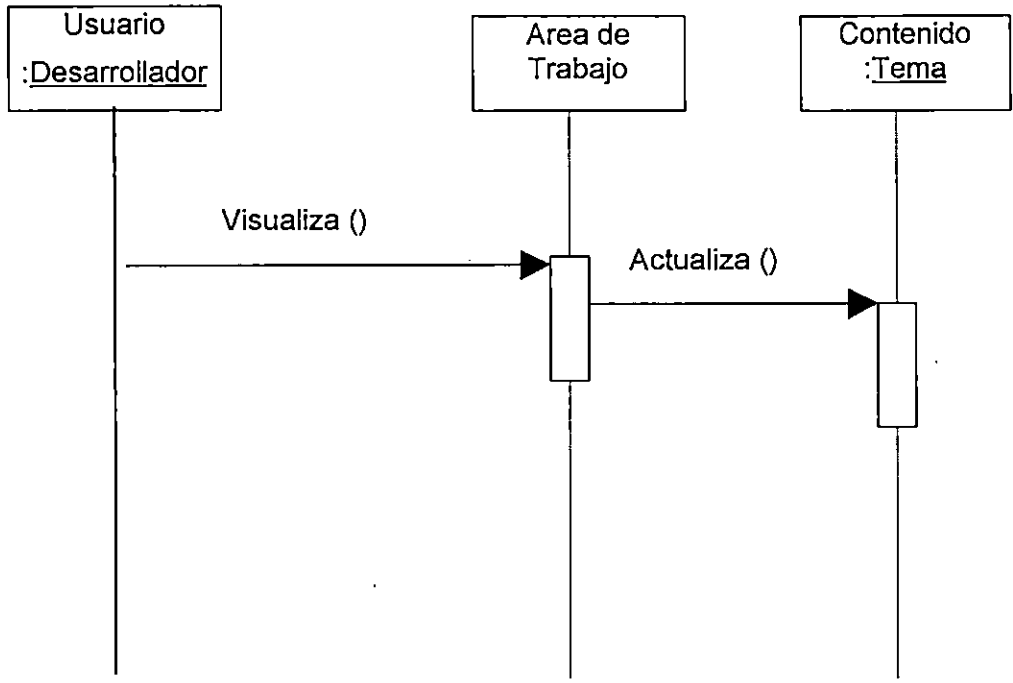 Usuario
:Desarrollador
Area de
Trabajo
Contenido
:Tema
Visualiza ()
Actualiza ()